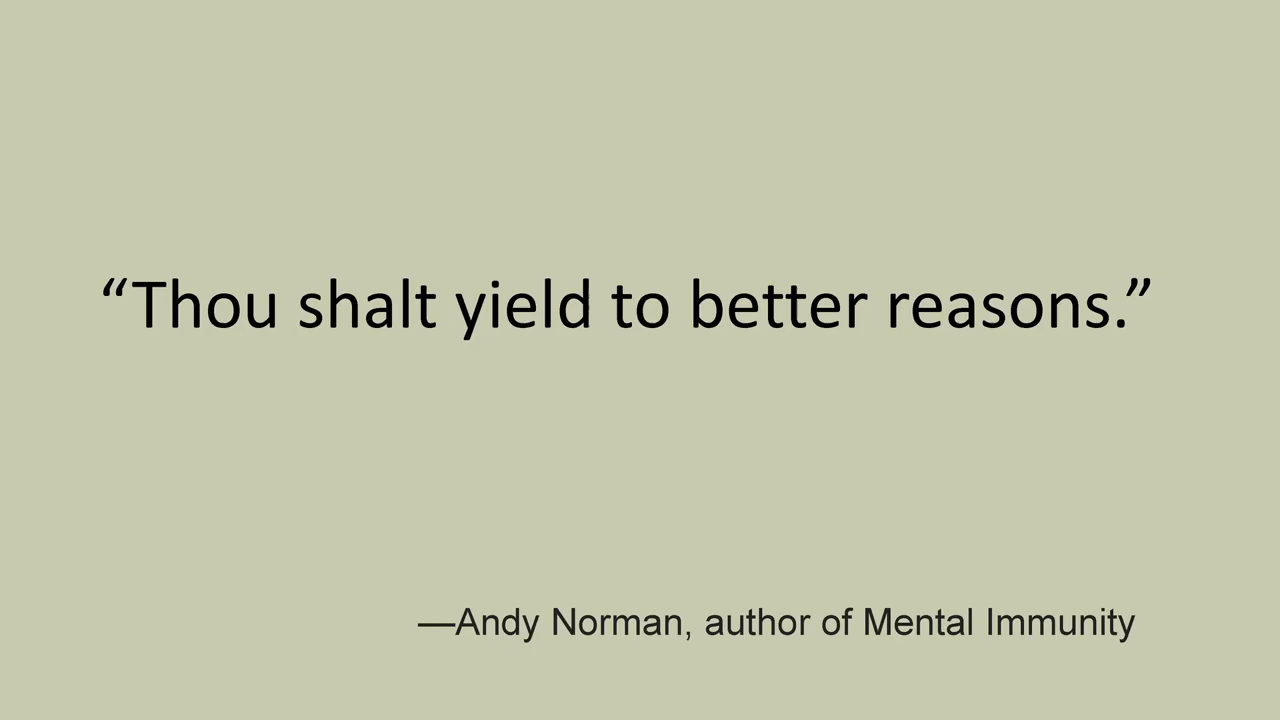 “Thou shalt yield to better reasons.”
—Andy Norman, author of Mental Immunity